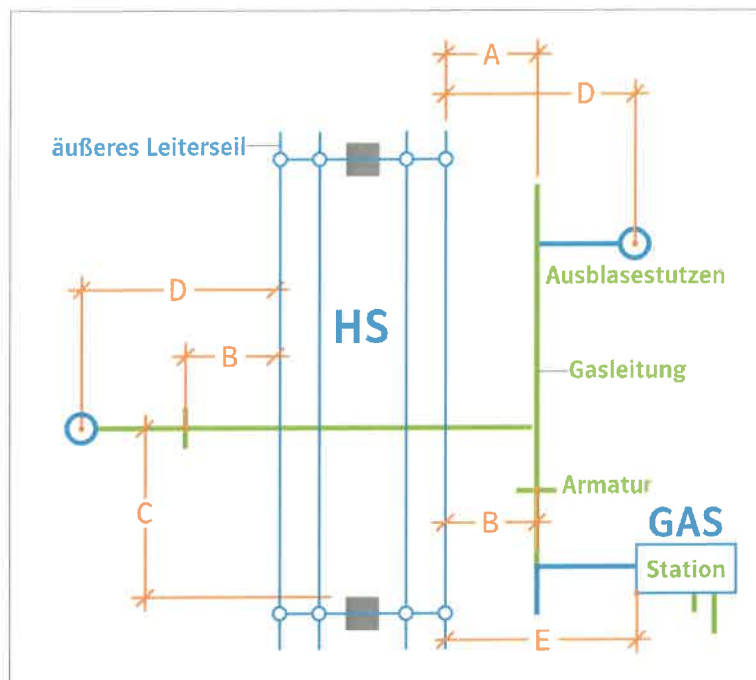 A
D
äußeres Leiterseil
Ausblasestutzen
D
HS
B
Gasleitung
Armatur
C
B
GAS
Station
E